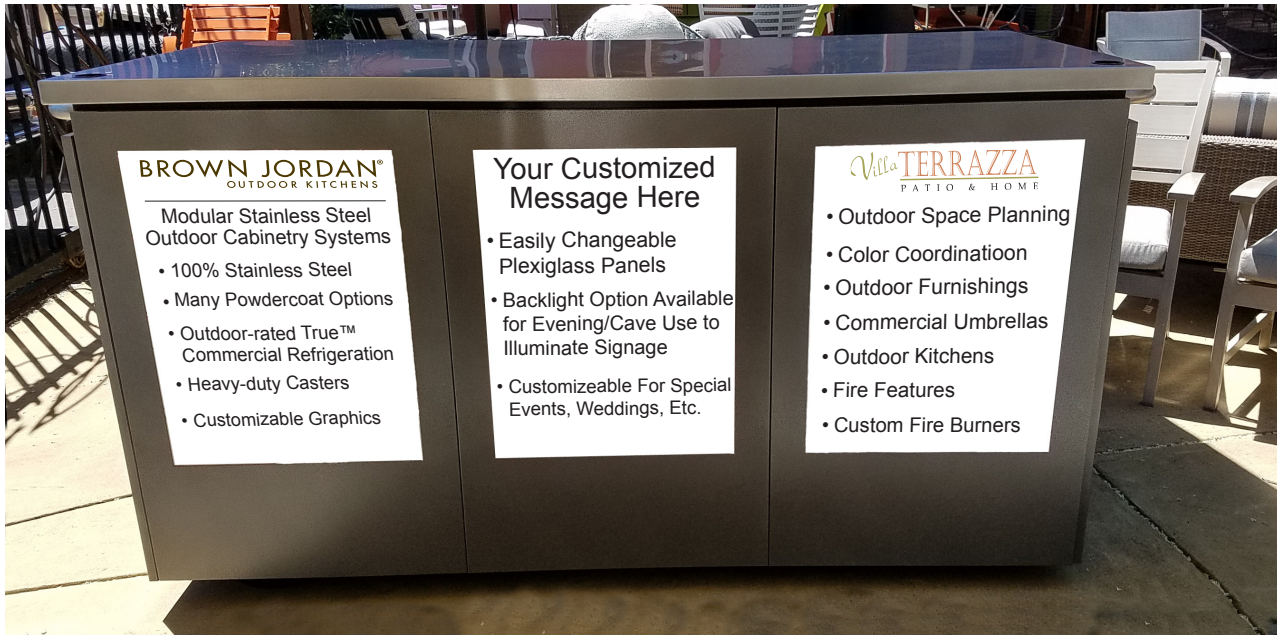 BROWN JORDAN®
OUTDOOR KITCHENS
Modular Stainless Steel
Outdoor Cabinetry Systems
• 100% Stainless Steel
• Many Powdercoat Options
• Outdoor-rated True™
Commercial Refrigeration
• Heavy-duty Casters
• Customizable Graphics
Your Customized
Message Here
• Easily Changeable
Plexiglass Panels
• Backlight Option Available
for Evening/Cave Use to
Illuminate Signage
• Customizeable For Special
Events, Weddings, Etc.
Villa TERRAZZA
PATIO & HOME
• Outdoor Space Planning
• Color Coordinatioon
• Outdoor Furnishings
• Commercial Umbrellas
• Outdoor Kitchens
• Fire Features
• Custom Fire Burners